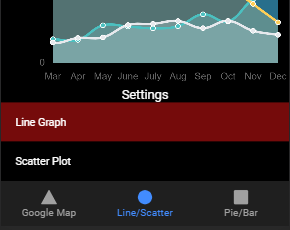 0
Mar Apr May June July Aug Sep Oct Nov Dec
Settings
Line Graph
Scatter Plot
Google Map Line/Scatter Pie/Bar